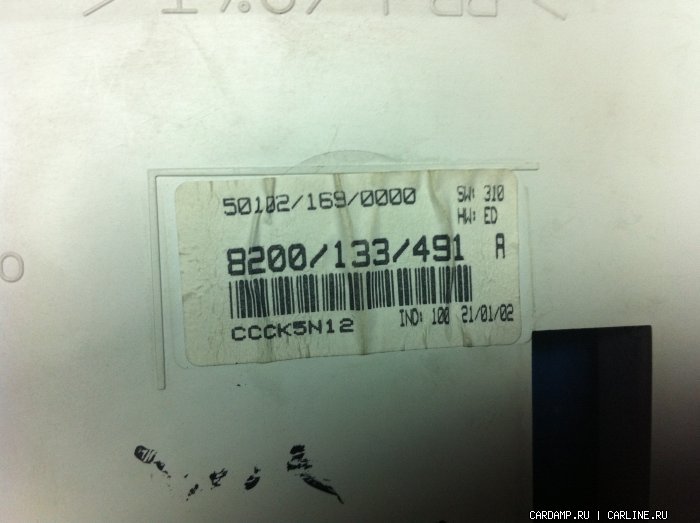 50102/169/0000 SW: 310
HW: ED
8200/133/491 A
CCCK5N12 IND: 100 21/01/02
CARDAMP.RU | CARLINE.RU